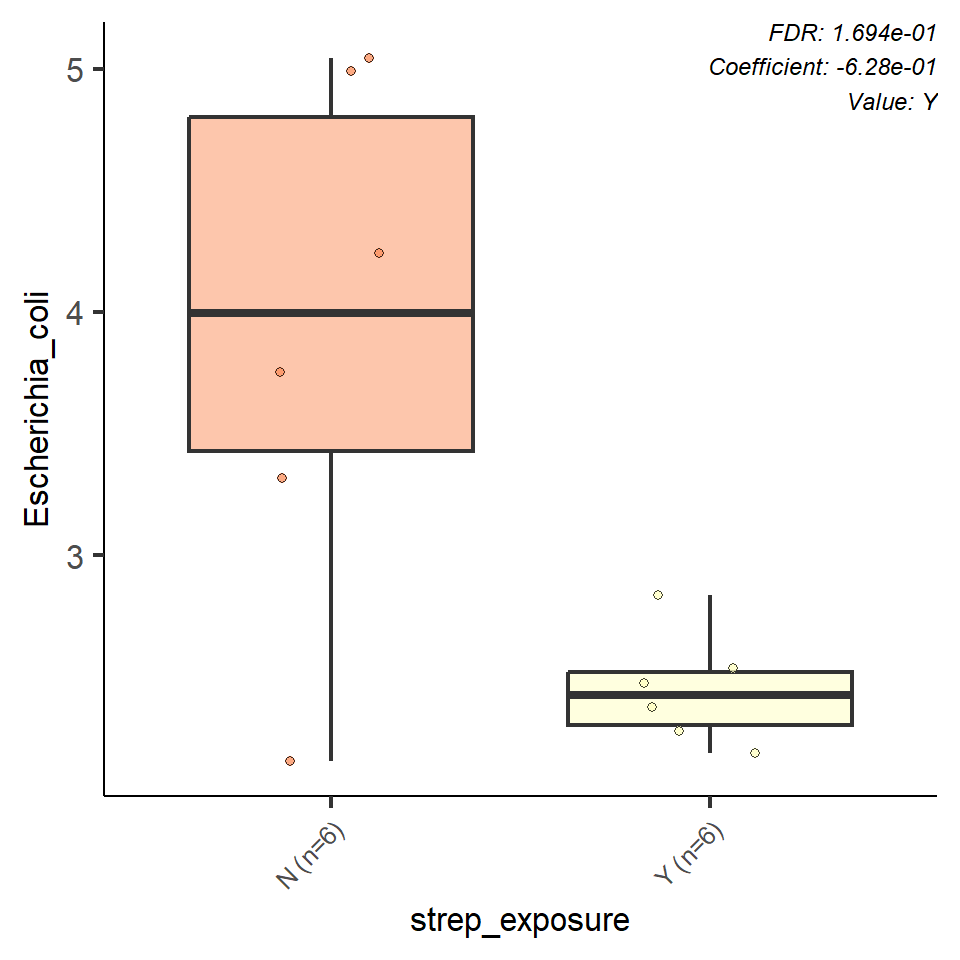 FDR: 1.694e-01
Coefficient: -6.28e-01
Value: Y
5
4
3
Escherichia_coli
N (n=6)
Y (n=6)
strep_exposure